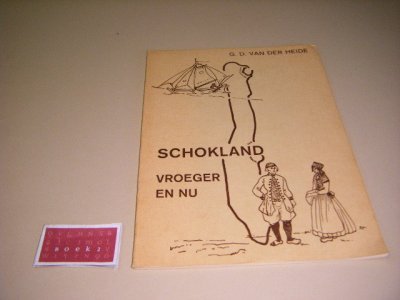 G. D. VAN DER HEIDE
SCHOKLAND
VROEGER
EN NU